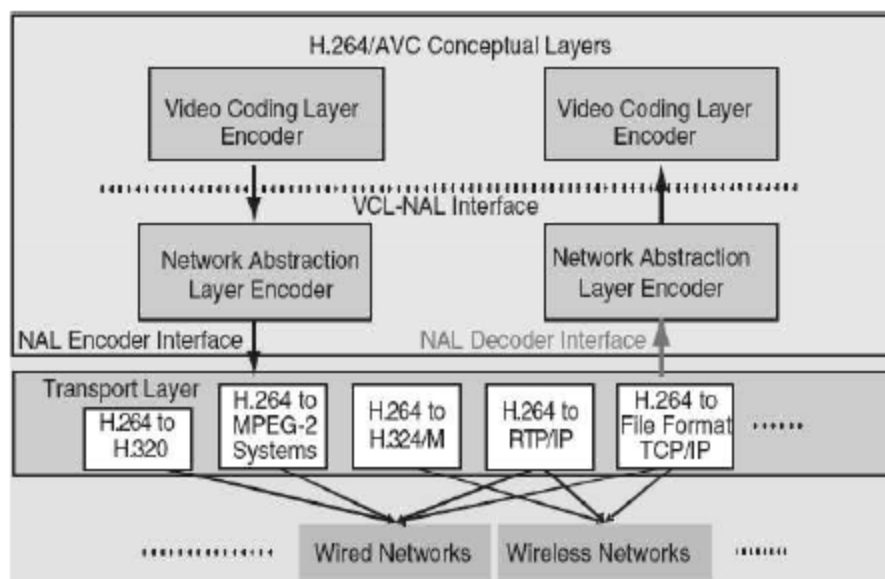 H.264/AVC Conceptual Layers
Video Coding Layer
Encoder
Video Coding Layer
Encoder
VCL-NAL Interface
Network Abstraction
Layer Encoder
Network Abstraction
Layer Encoder
NAL Encoder Interface
NAL Decoder Interface
Transport Layer
H.264 to
H.320
H.264 to
MPEG-2
Systems
H.264 to
H.324/M
H.264 to
RTP/IP
H.264 to
File Format
TCP/IP
Wired Networks
Wireless Networks